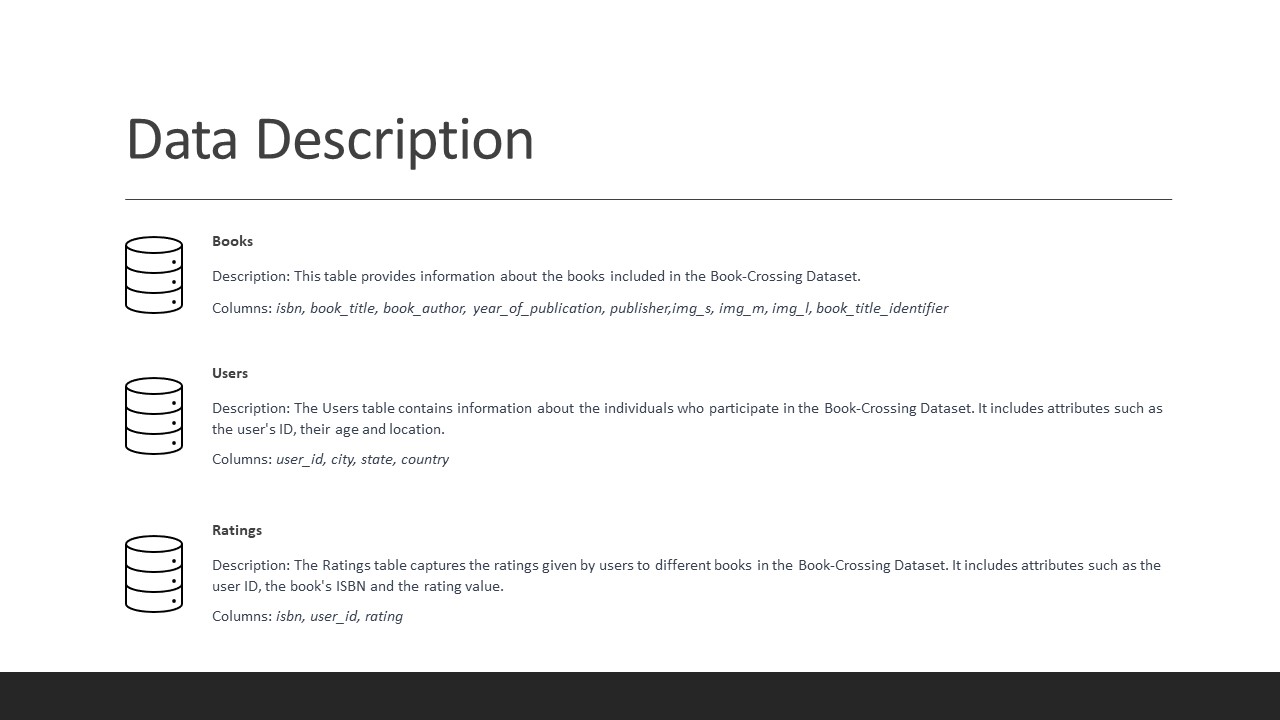 Data Description
Books
Description: This table provides information about the books included in the Book-Crossing Dataset.
Columns: isbn, book_title, book_author, year_of_publication, publisher,img_s, img_m, img_l, book_title_identifier
Users
Description: The Users table contains information about the individuals who participate in the Book-Crossing Dataset. It includes attributes such as
the user's ID, their age and location.
Columns: user_id, city, state, country
Ratings
Description: The Ratings table captures the ratings given by users to different books in the Book-Crossing Dataset. It includes attributes such as the
user ID, the book's ISBN and the rating value.
Columns: isbn, user_id, rating